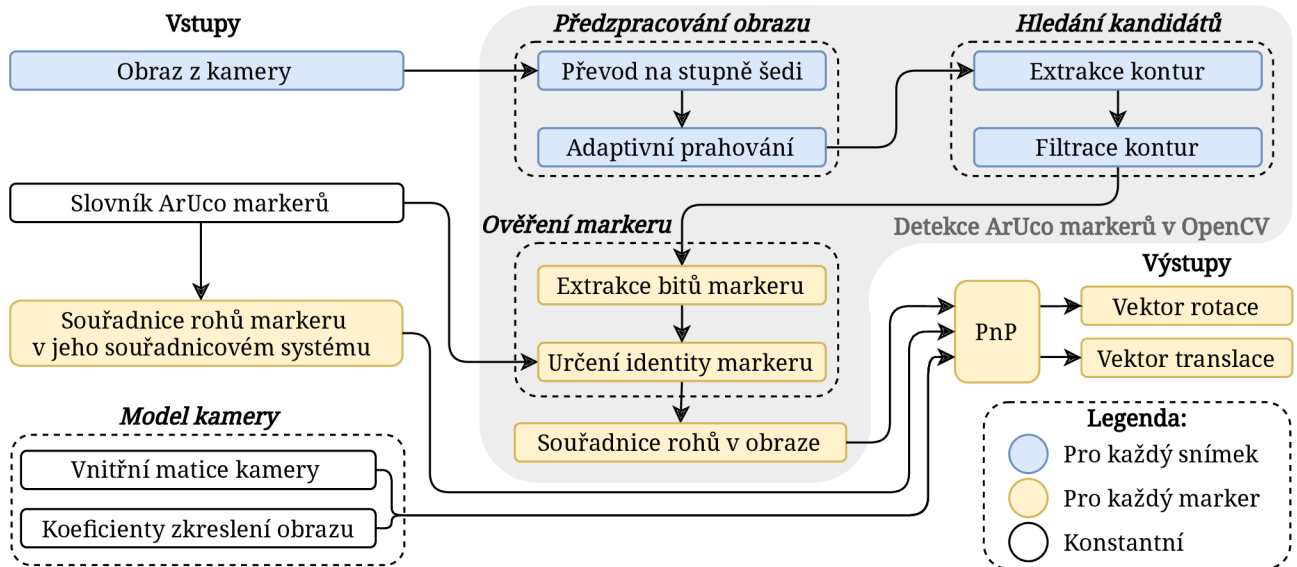 Vstupy
Předzpracování obrazu
Hledání kandidátů
Obraz z kamery
Převod na stupně šedi
Extrakce kontur
Adaptivní prahování
Filtrace kontur
Slovník ArUco markerů
Ověření markeru
Detekce ArUco markerů v OpenCV
Výstupy
Extrakce bitů markeru
Souřadnice rohů markeru
v jeho souřadnicovém systému
PnP
Vektor rotace
Určení identity markeru
Vektor translace
Model kamery
Souřadnice rohů v obraze
Vnitřní matice kamery
Koeficienty zkreslení obrazu
Legenda:
Pro každý snímek
Pro každý marker
Konstantní